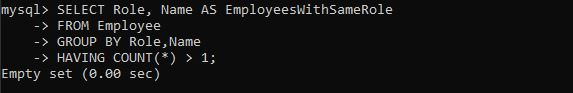 mysql> SELECT Role, Name AS EmployeesWithSameRole
    -> FROM Employee
    -> GROUP BY Role,Name
    -> HAVING COUNT(*) > 1;
Empty set (0.00 sec)